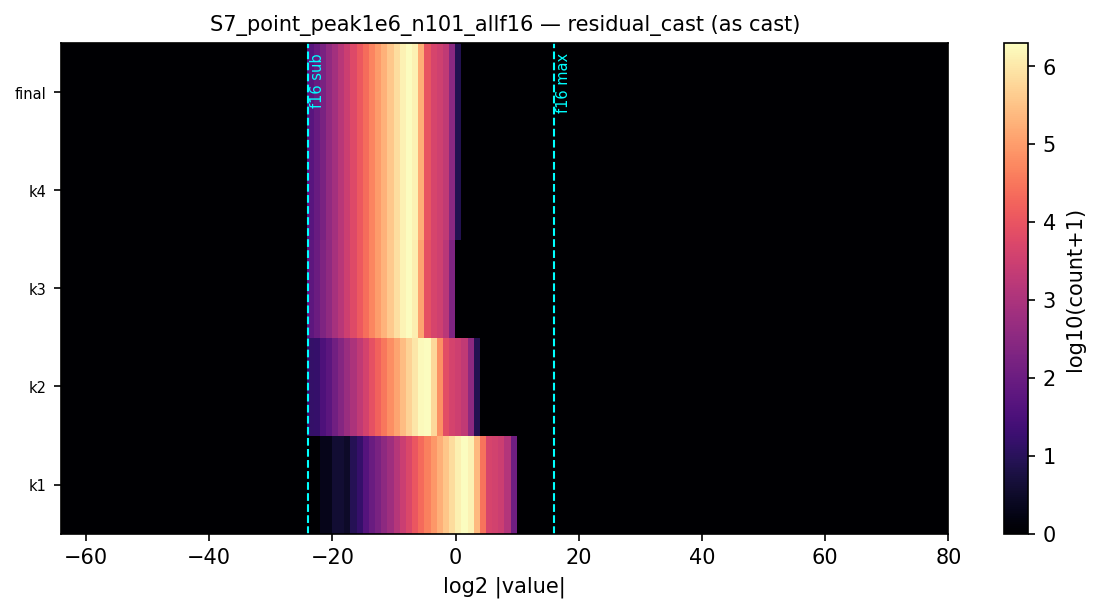 S7_point_peak1e6_n101_allf16 — residual_cast (as cast)
f16 sub
f16 max
final
k4
k3
k2
k1
−60
−40
−20
0
20
40
60
80
log2 |value|
6
5
4
3
2
1
0
log10(count+1)